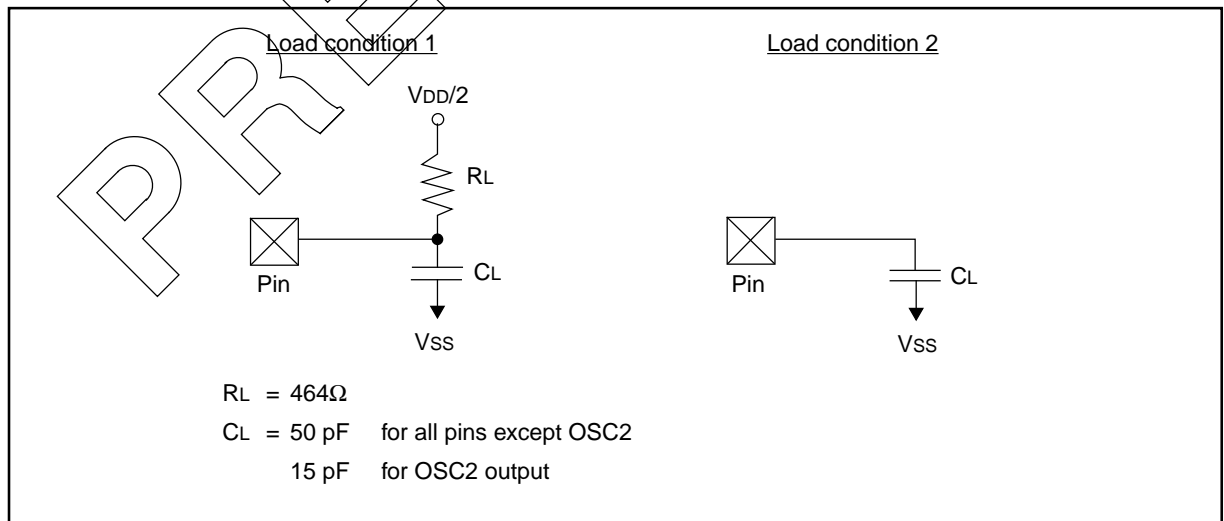 PRE
Load condition 1
Load condition 2
VDD/2
RL
Pin
CL
VSS
Pin
CL
VSS
RL = 464Ω
CL = 50 pF for all pins except OSC2
15 pF for OSC2 output